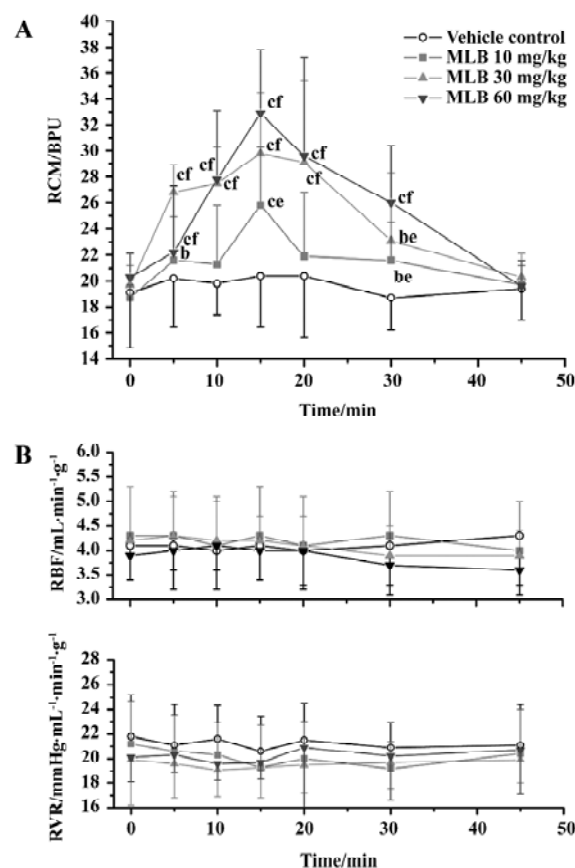 A
Vehicle control
MLB 10 mg/kg
MLB 30 mg/kg
MLB 60 mg/kg
RCM/BPU
40
38
36
34
32
30
28
26
24
22
20
18
16
14
cf
cf
cf
cf
cf
cf
cf
cf
cf
ce
cf
b
be
be
0
10
20
30
40
50
Time/min
B
RBF/mL·min⁻¹·g⁻¹
6.0
5.5
5.0
4.5
4.0
3.5
3.0
RVR/mmHg·mL⁻¹·min⁻¹·g⁻¹
28
26
24
22
20
18
16
0
10
20
30
40
50
Time/min